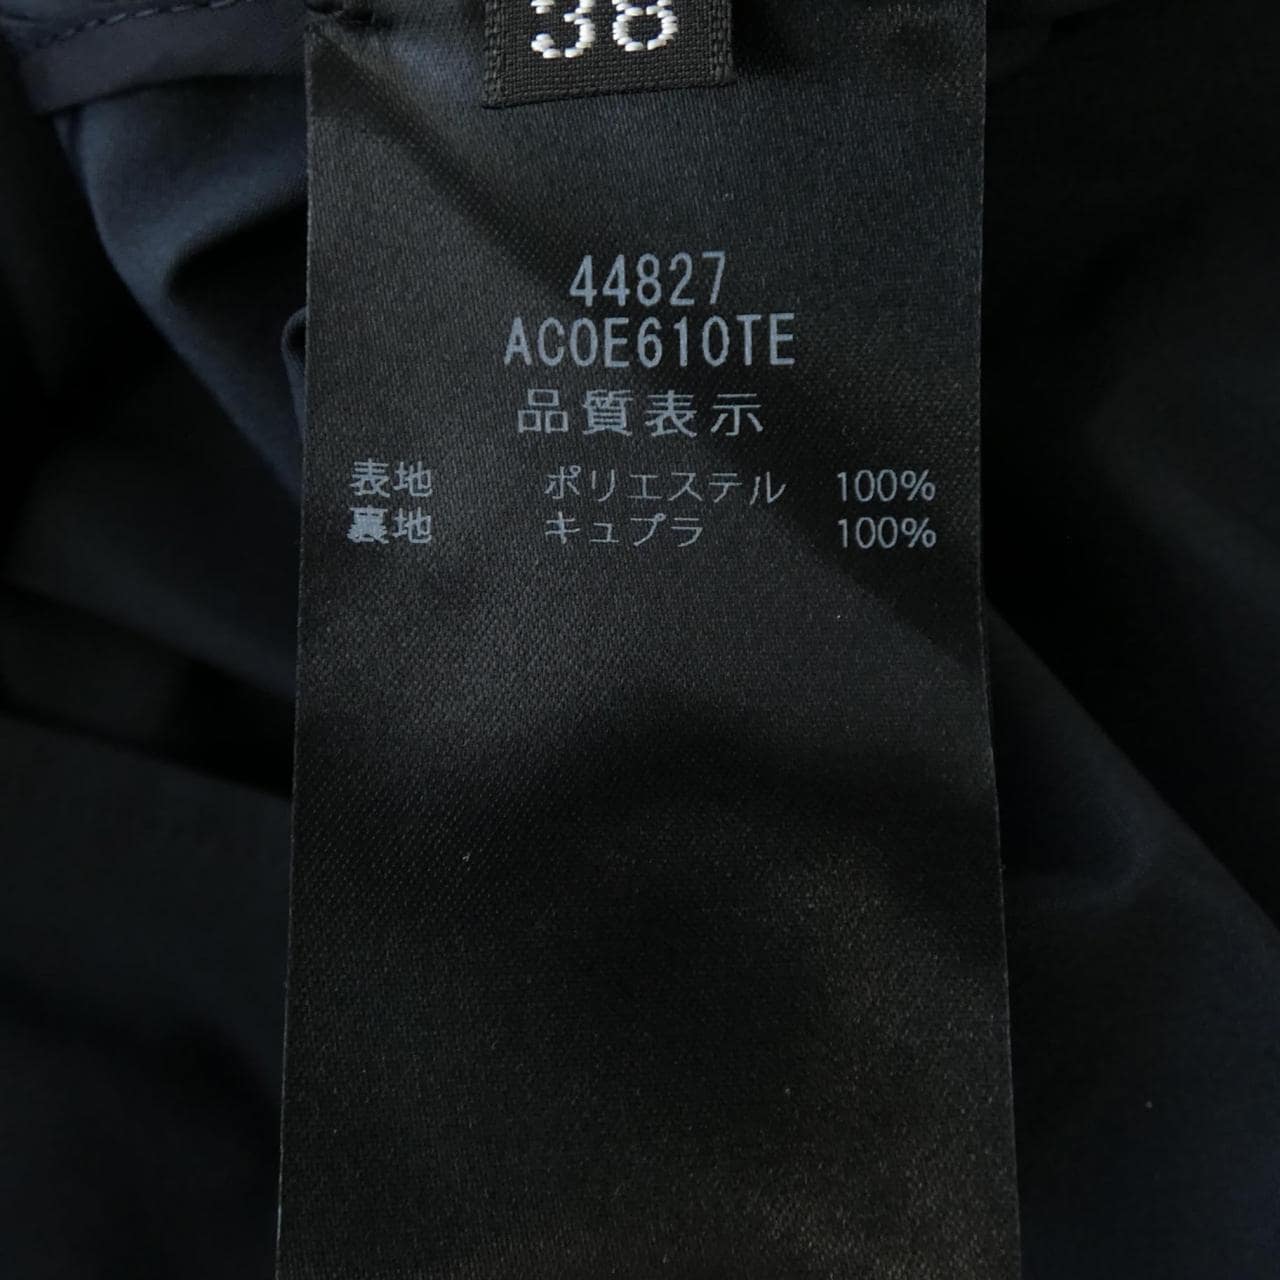 38
44827
ACOE610TE
品質表示
表地 ポリエステル 100%
裏地 キュプラ 100%